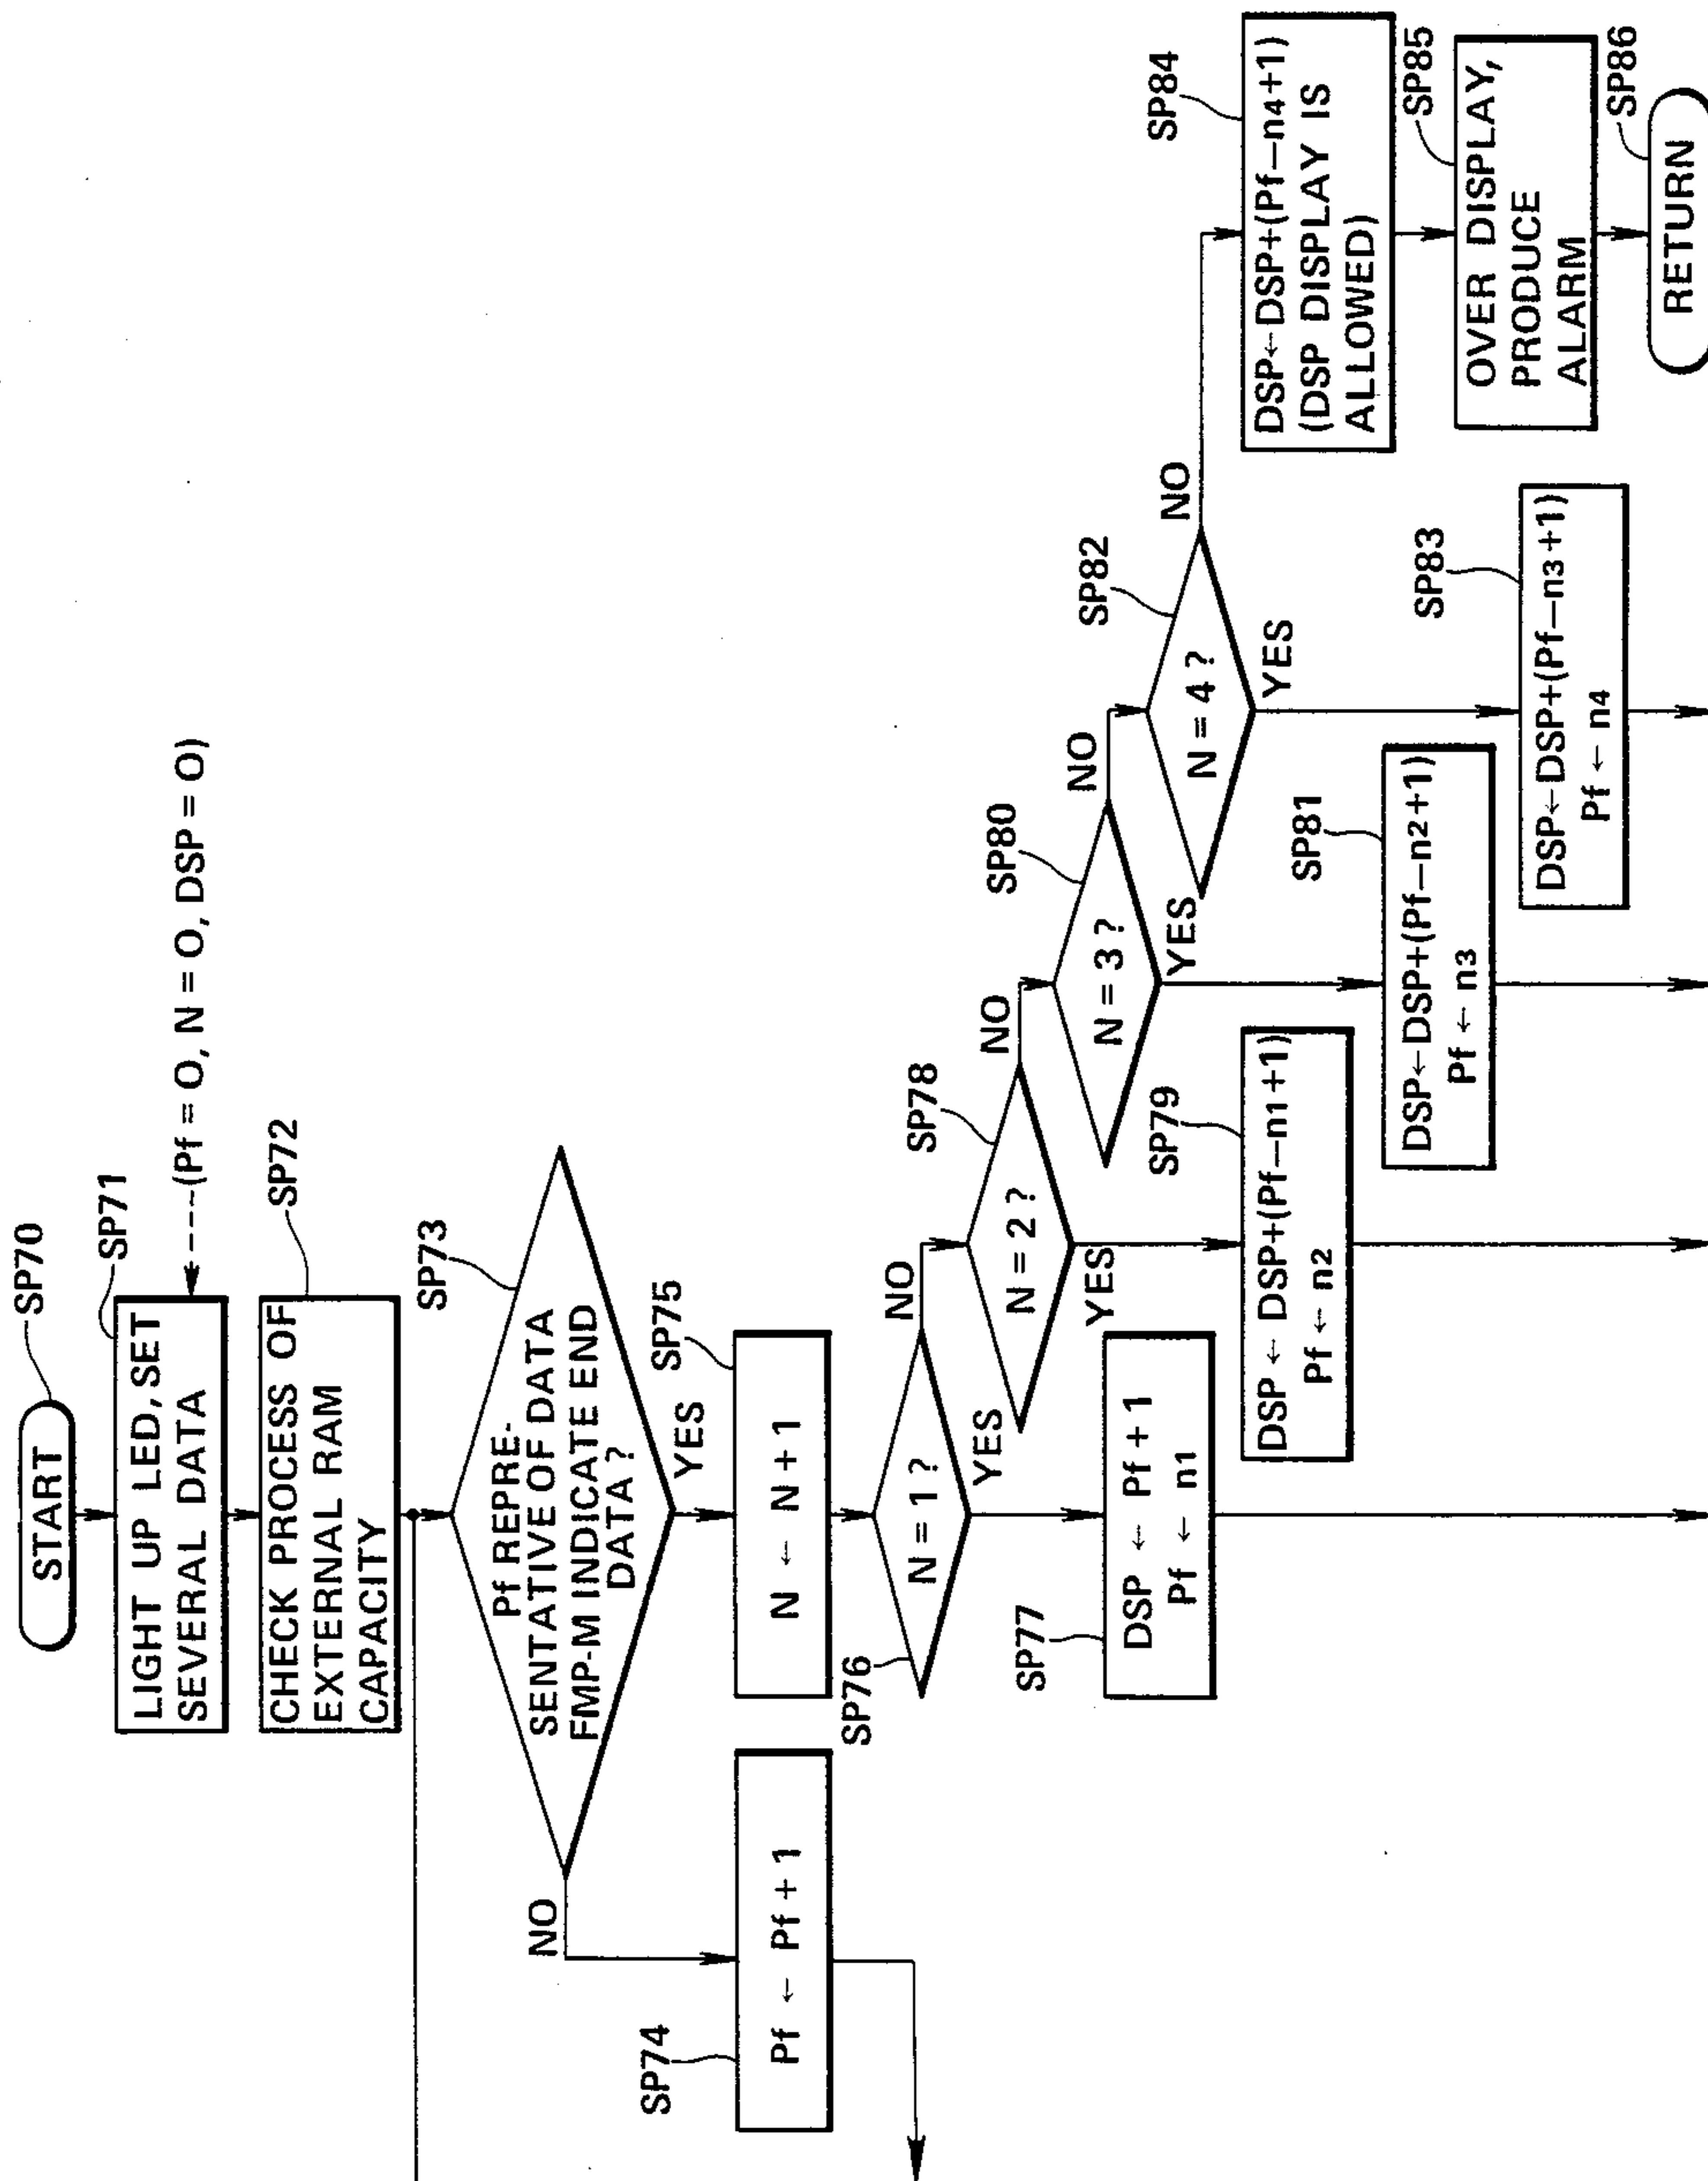 START
SP70
LIGHT UP LED, SET
SEVERAL DATA
SP71
(Pf = O, N = O, DSP = O)
CHECK PROCESS OF
EXTERNAL RAM
CAPACITY
SP72
Pf REPRE-
SENTATIVE OF DATA
FMP-M INDICATE END
DATA ?
SP73
NO
YES
Pf ← Pf + 1
SP74
N ← N + 1
SP75
N = 1 ?
SP76
NO
YES
DSP ← Pf + 1
Pf ← n1
SP77
N = 2 ?
SP78
NO
YES
DSP ← DSP+(Pf−n1+1)
Pf ← n2
SP79
N = 3 ?
SP80
NO
YES
DSP←DSP+(Pf−n2+1)
Pf ← n3
SP81
N = 4 ?
SP82
NO
YES
DSP←DSP+(Pf−n3+1)
Pf ← n4
SP83
DSP←DSP+(Pf−n4+1)
(DSP DISPLAY IS
ALLOWED)
SP84
OVER DISPLAY,
PRODUCE
ALARM
SP85
RETURN
SP86